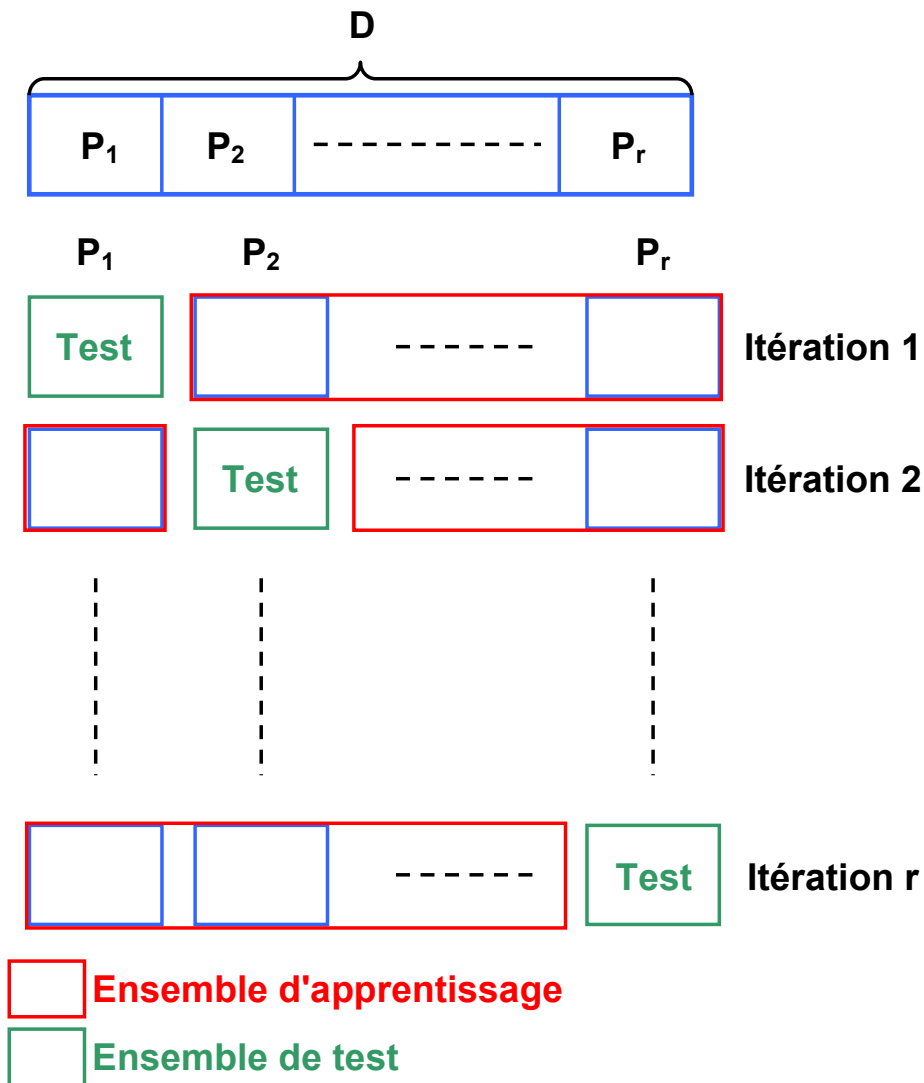 D
P₁ P₂ Pᵣ
P₁ P₂ Pᵣ
Test Itération 1
Test Itération 2
Test Itération r
Ensemble d'apprentissage
Ensemble de test